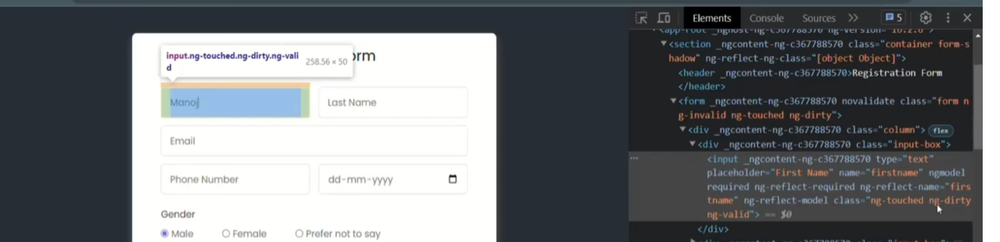 Elements Console Sources 5
<app-root _nghost-ng-c367788570 ng-version="16.2.0">
<section _ngcontent-ng-c367788570 class="container form-s
hadow" ng-reflect-ng-class="[object Object]">
<header _ngcontent-ng-c367788570>Registration Form
</header>
<form _ngcontent-ng-c367788570 novalidate class="form n
g-invalid ng-touched ng-dirty">
<div _ngcontent-ng-c367788570 class="column"> flex
<div _ngcontent-ng-c367788570 class="input-box">
<input _ngcontent-ng-c367788570 type="text"
placeholder="First Name" name="firstname" ngmodel
required ng-reflect-required ng-reflect-name="firs
tname" ng-reflect-model class="ng-touched ng-dirty
ng-valid"> == $0
</div>
input.ng-touched.ng-dirty.ng-vali
d
258.56 × 50
orm
Manoj
Last Name
Email
Phone Number
dd-mm-yyyy
Gender
Male
Female
Prefer not to say